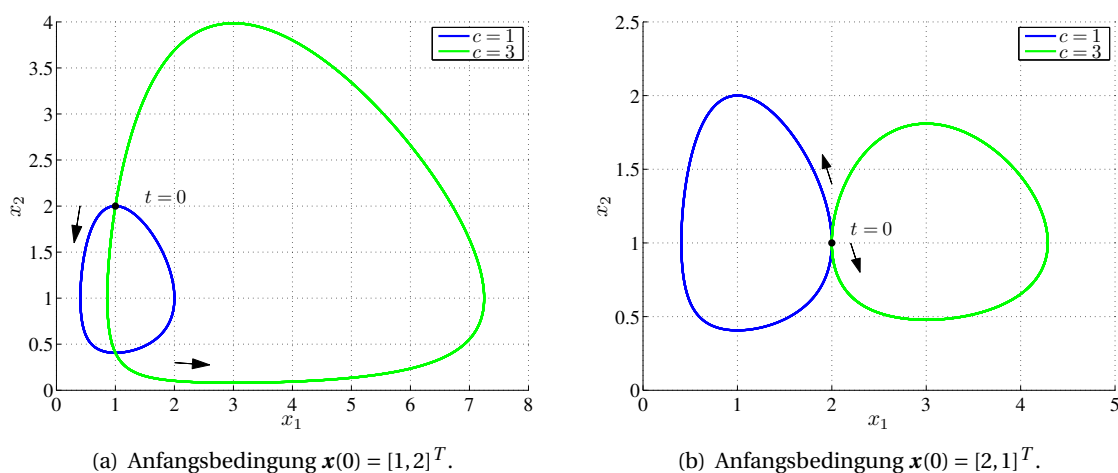 4
3.5
3
2.5
2
1.5
1
0.5
0
x₂
c = 1
c = 3
t = 0
0 1 2 3 4 5 6 7 8
x₁
(a) Anfangsbedingung x(0) = [1, 2]ᵀ.
2.5
2
1.5
1
0.5
0
x₂
c = 1
c = 3
t = 0
0 1 2 3 4 5
x₁
(b) Anfangsbedingung x(0) = [2, 1]ᵀ.